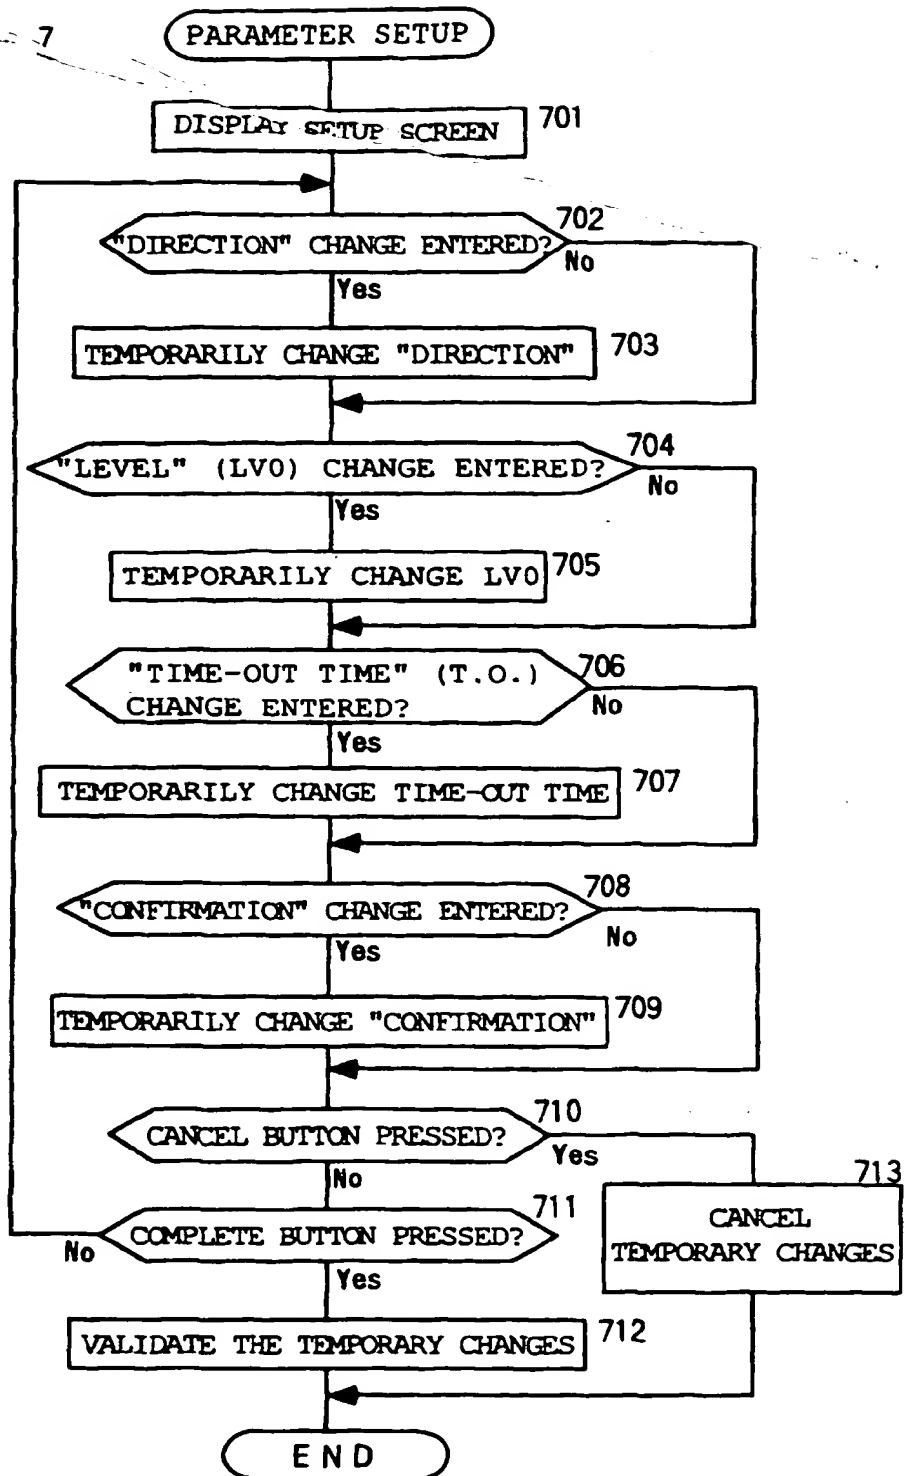 7
PARAMETER SETUP
DISPLAY SETUP SCREEN
701
702
"DIRECTION" CHANGE ENTERED?
No
Yes
TEMPORARILY CHANGE "DIRECTION"
703
704
"LEVEL" (LV0) CHANGE ENTERED?
No
Yes
TEMPORARILY CHANGE LV0
705
706
"TIME-OUT TIME" (T.O.)
CHANGE ENTERED?
No
Yes
TEMPORARILY CHANGE TIME-OUT TIME
707
708
"CONFIRMATION" CHANGE ENTERED?
No
Yes
TEMPORARILY CHANGE "CONFIRMATION"
709
710
CANCEL BUTTON PRESSED?
Yes
No
713
CANCEL
TEMPORARY CHANGES
711
COMPLETE BUTTON PRESSED?
No
Yes
VALIDATE THE TEMPORARY CHANGES
712
END